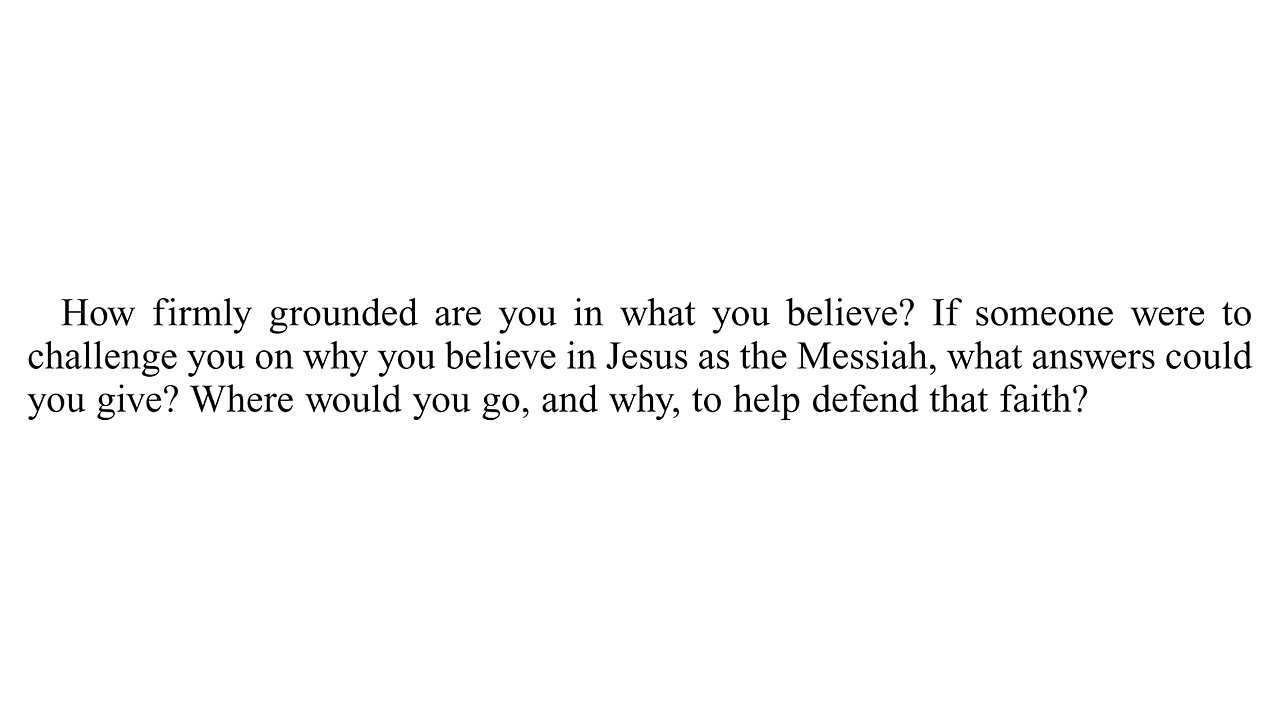 How firmly grounded are you in what you believe? If someone were to
challenge you on why you believe in Jesus as the Messiah, what answers could
you give? Where would you go, and why, to help defend that faith?